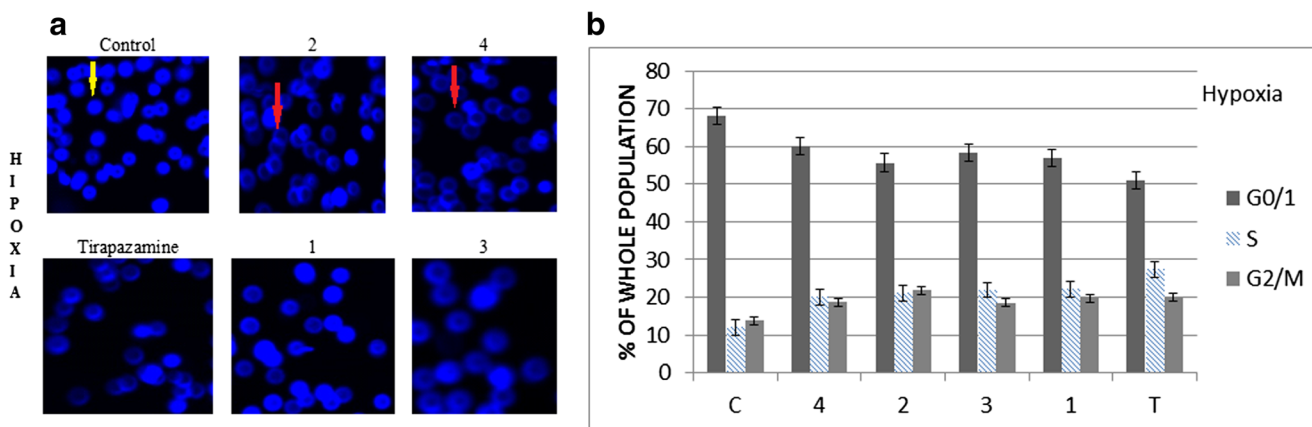 a
Control
2
4
HIPOXIA
Tirapazamine
1
3
b
% OF WHOLE POPULATION
80
70
60
50
40
30
20
10
0
C 4 2 3 1 T
Hypoxia
G0/1
S
G2/M